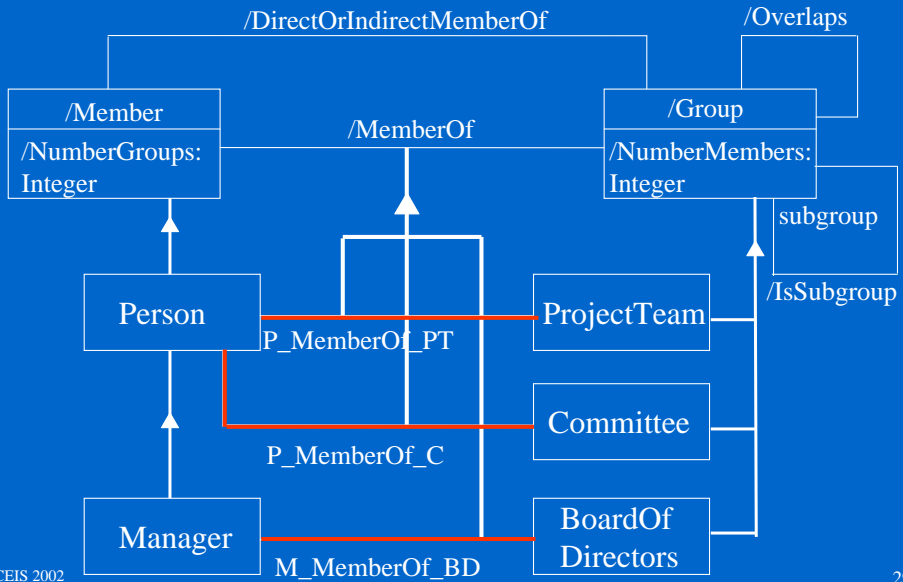 /DirectOrIndirectMemberOf
/Overlaps
/Member
/Group
/MemberOf
/NumberGroups:
Integer
/NumberMembers:
Integer
subgroup
/IsSubgroup
Person
ProjectTeam
P_MemberOf_PT
Committee
P_MemberOf_C
Manager
BoardOf
Directors
M_MemberOf_BD
CEIS 2002
2